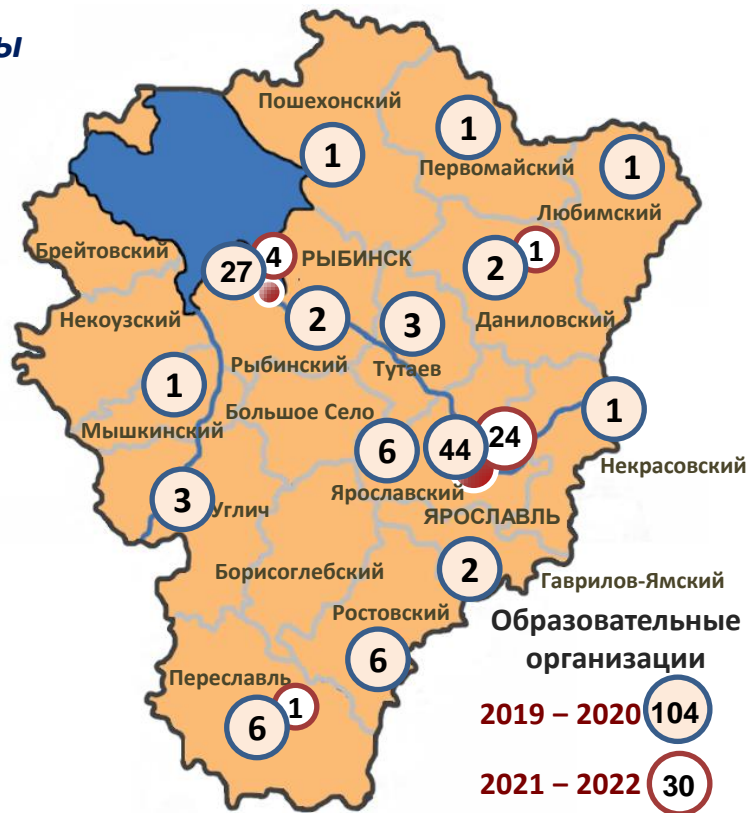 ы
Пошехонский
1
1
Первомайский
1
Любимский
Брейтовский
27
4
РЫБИНСК
2
1
Даниловский
Некоузский
2
Рыбинский
3
Тутаев
1
Мышкинский
Большое Село
6
Ярославский
44
24
ЯРОСЛАВЛЬ
1
Некрасовский
3
Углич
Борисоглебский
2
Гаврилов-Ямский
Ростовский
6
Переславль
6
1
Образовательные
организации
2019 – 2020 104
2021 – 2022 30